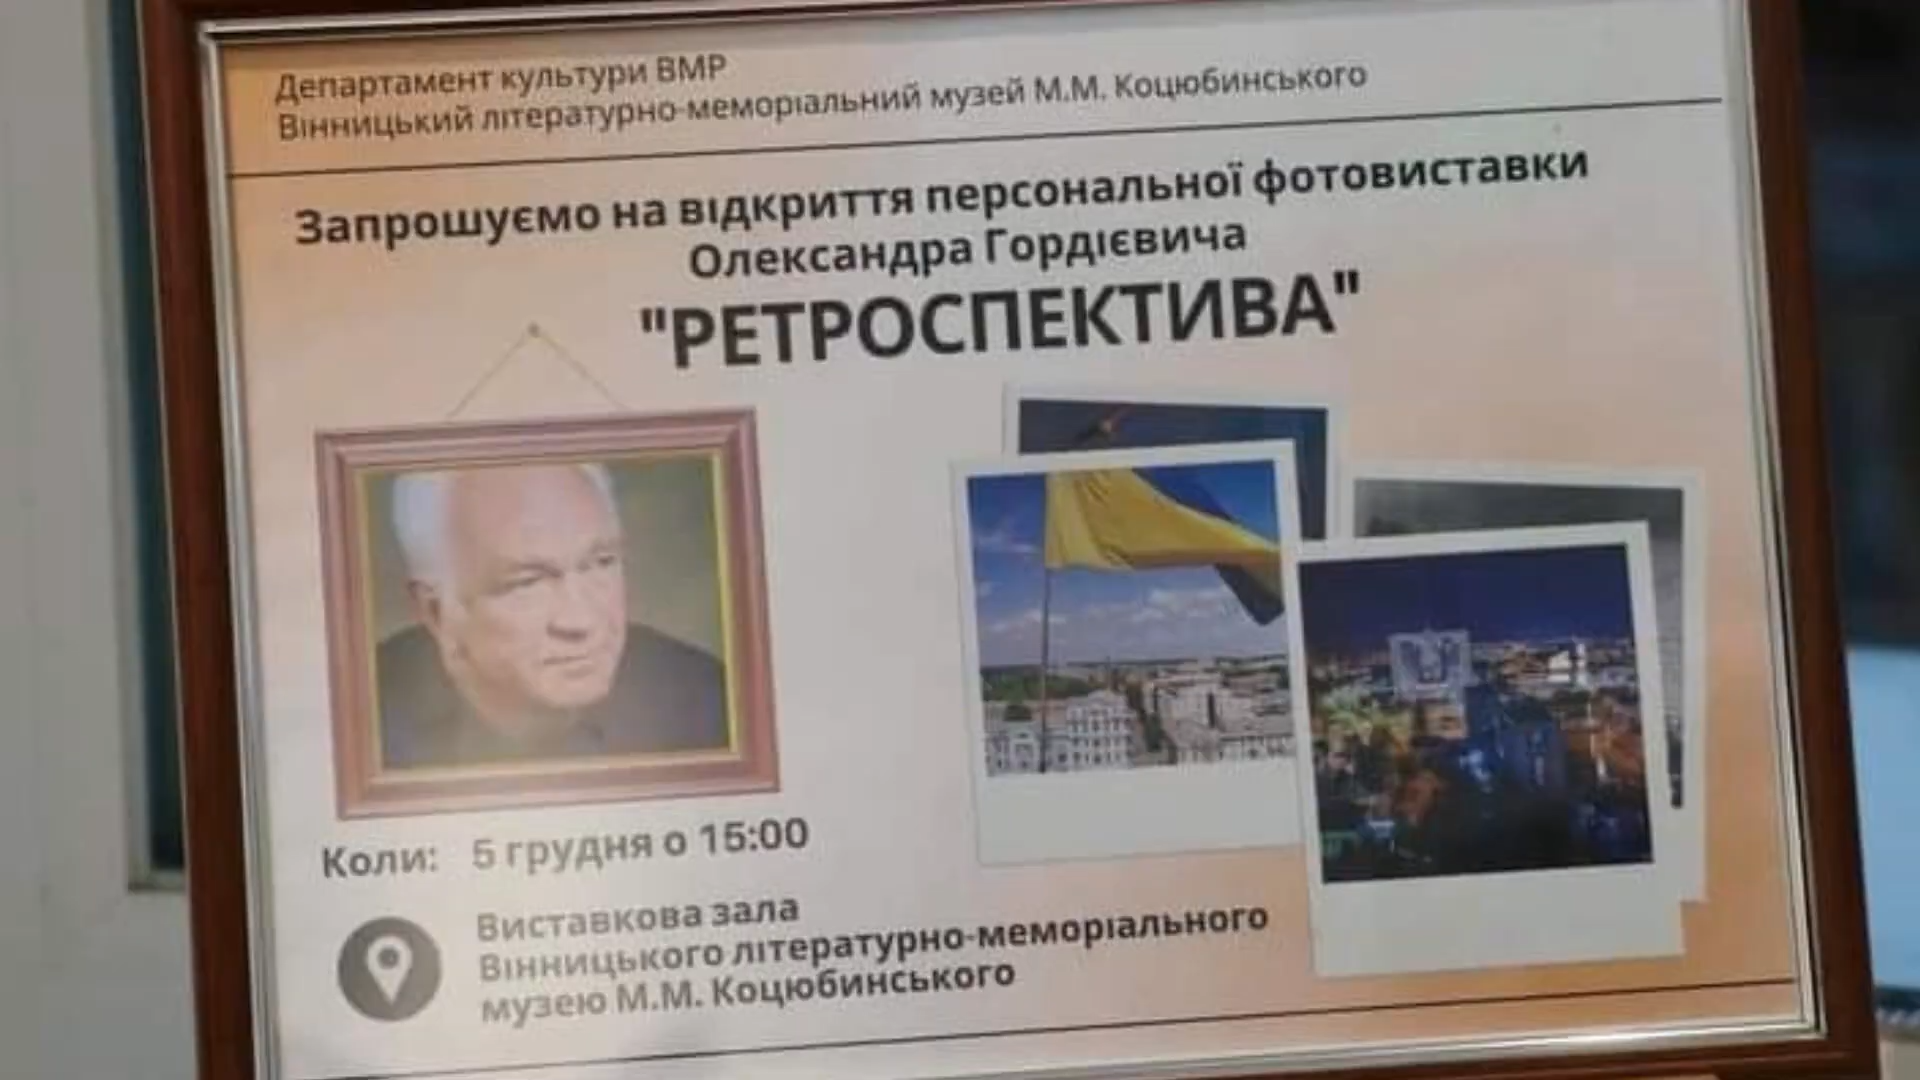 Департамент культури ВМР
Вінницький літературно-меморіальний музей М.М. Коцюбинського
Запрошуємо на відкриття персональної фотовиставки
Олександра Гордієвича
"РЕТРОСПЕКТИВА"
Коли: 5 грудня о 15:00
Виставкова зала
Вінницького літературно-меморіального
музею М.М. Коцюбинського